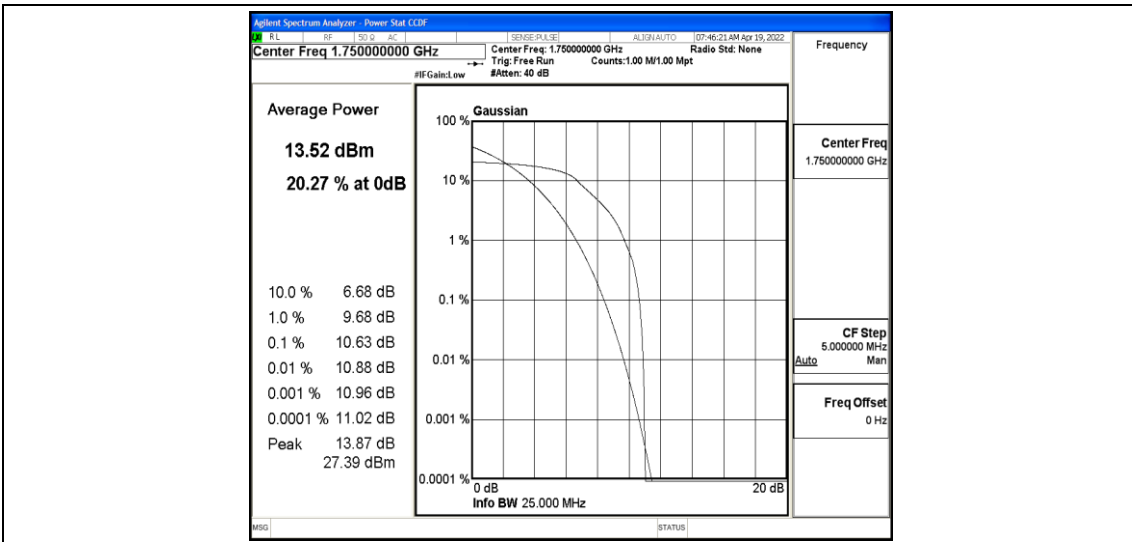 Agilent Spectrum Analyzer - Power Stat CCDF
LXI RL RF 50 Ω AC SENSE:PULSE ALIGNAUTO 07:46:21 AM Apr 19, 2022
Center Freq 1.750000000 GHz
Center Freq: 1.750000000 GHz Radio Std: None
Trig: Free Run Counts:1.00 M/1.00 Mpt
#IFGain:Low #Atten: 40 dB
Frequency
Average Power
13.52 dBm
20.27 % at 0dB
10.0 % 6.68 dB
1.0 % 9.68 dB
0.1 % 10.63 dB
0.01 % 10.88 dB
0.001 % 10.96 dB
0.0001 % 11.02 dB
Peak 13.87 dB
27.39 dBm
Gaussian
100 %
10 %
1 %
0.1 %
0.01 %
0.001 %
0.0001 %
0 dB 20 dB
Info BW 25.000 MHz
Center Freq
1.750000000 GHz
CF Step
5.000000 MHz
Auto Man
Freq Offset
0 Hz
MSG STATUS